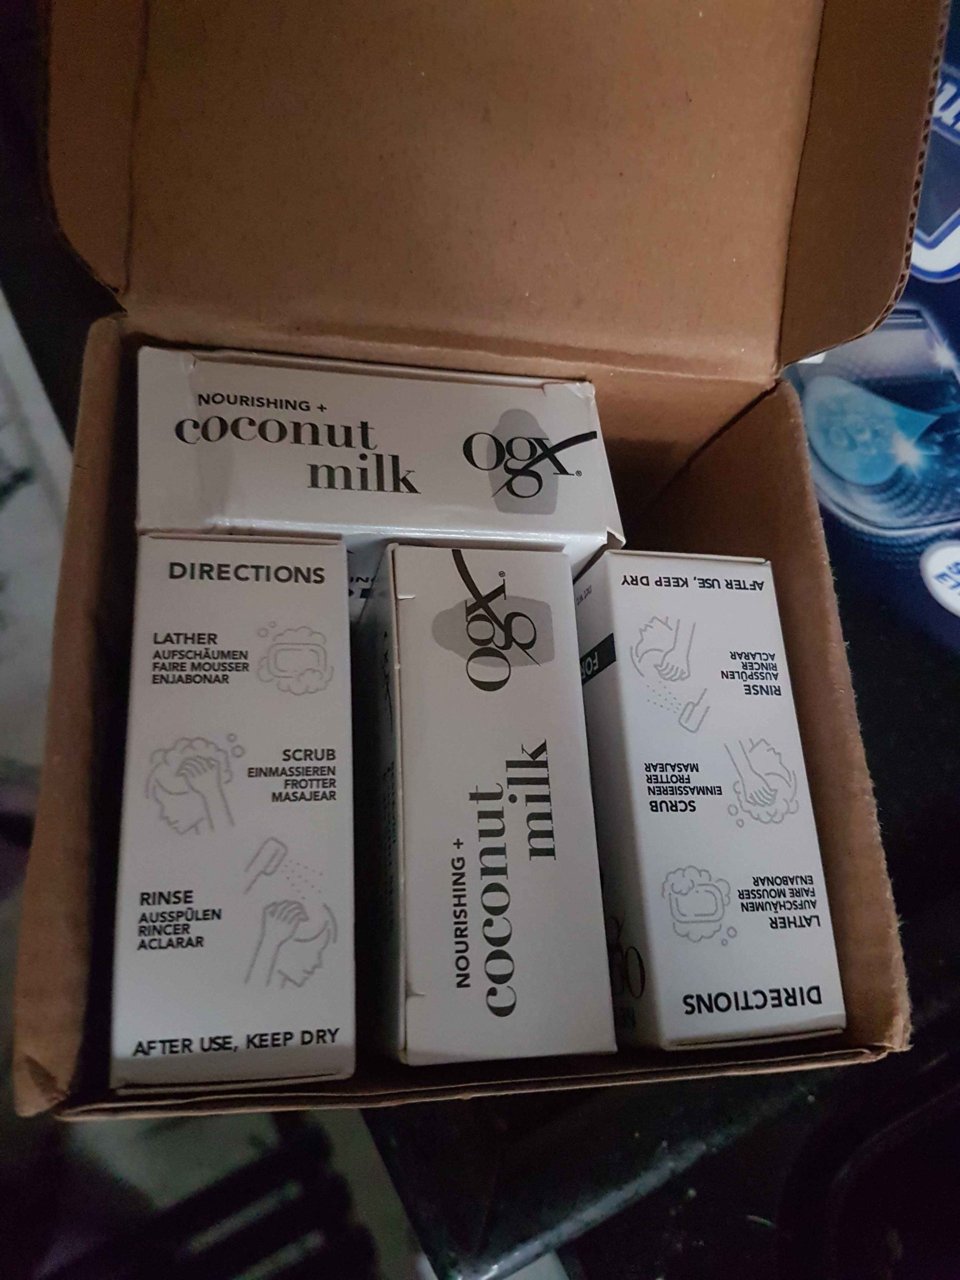 NOURISHING +
coconut
milk
ogx®
DIRECTIONS
LATHER
AUFSCHÄUMEN
FAIRE MOUSSER
ENJABONAR
SCRUB
EINMASSIEREN
FROTTER
MASAJEAR
RINSE
AUSSPÜLEN
RINCER
ACLARAR
AFTER USE, KEEP DRY
NOURISHING +
coconut
milk
ogx®
DIRECTIONS
LATHER
AUFSCHÄUMEN
FAIRE MOUSSER
ENJABONAR
SCRUB
EINMASSIEREN
FROTTER
MASAJEAR
RINSE
AUSSPÜLEN
RINCER
ACLARAR
AFTER USE, KEEP DRY